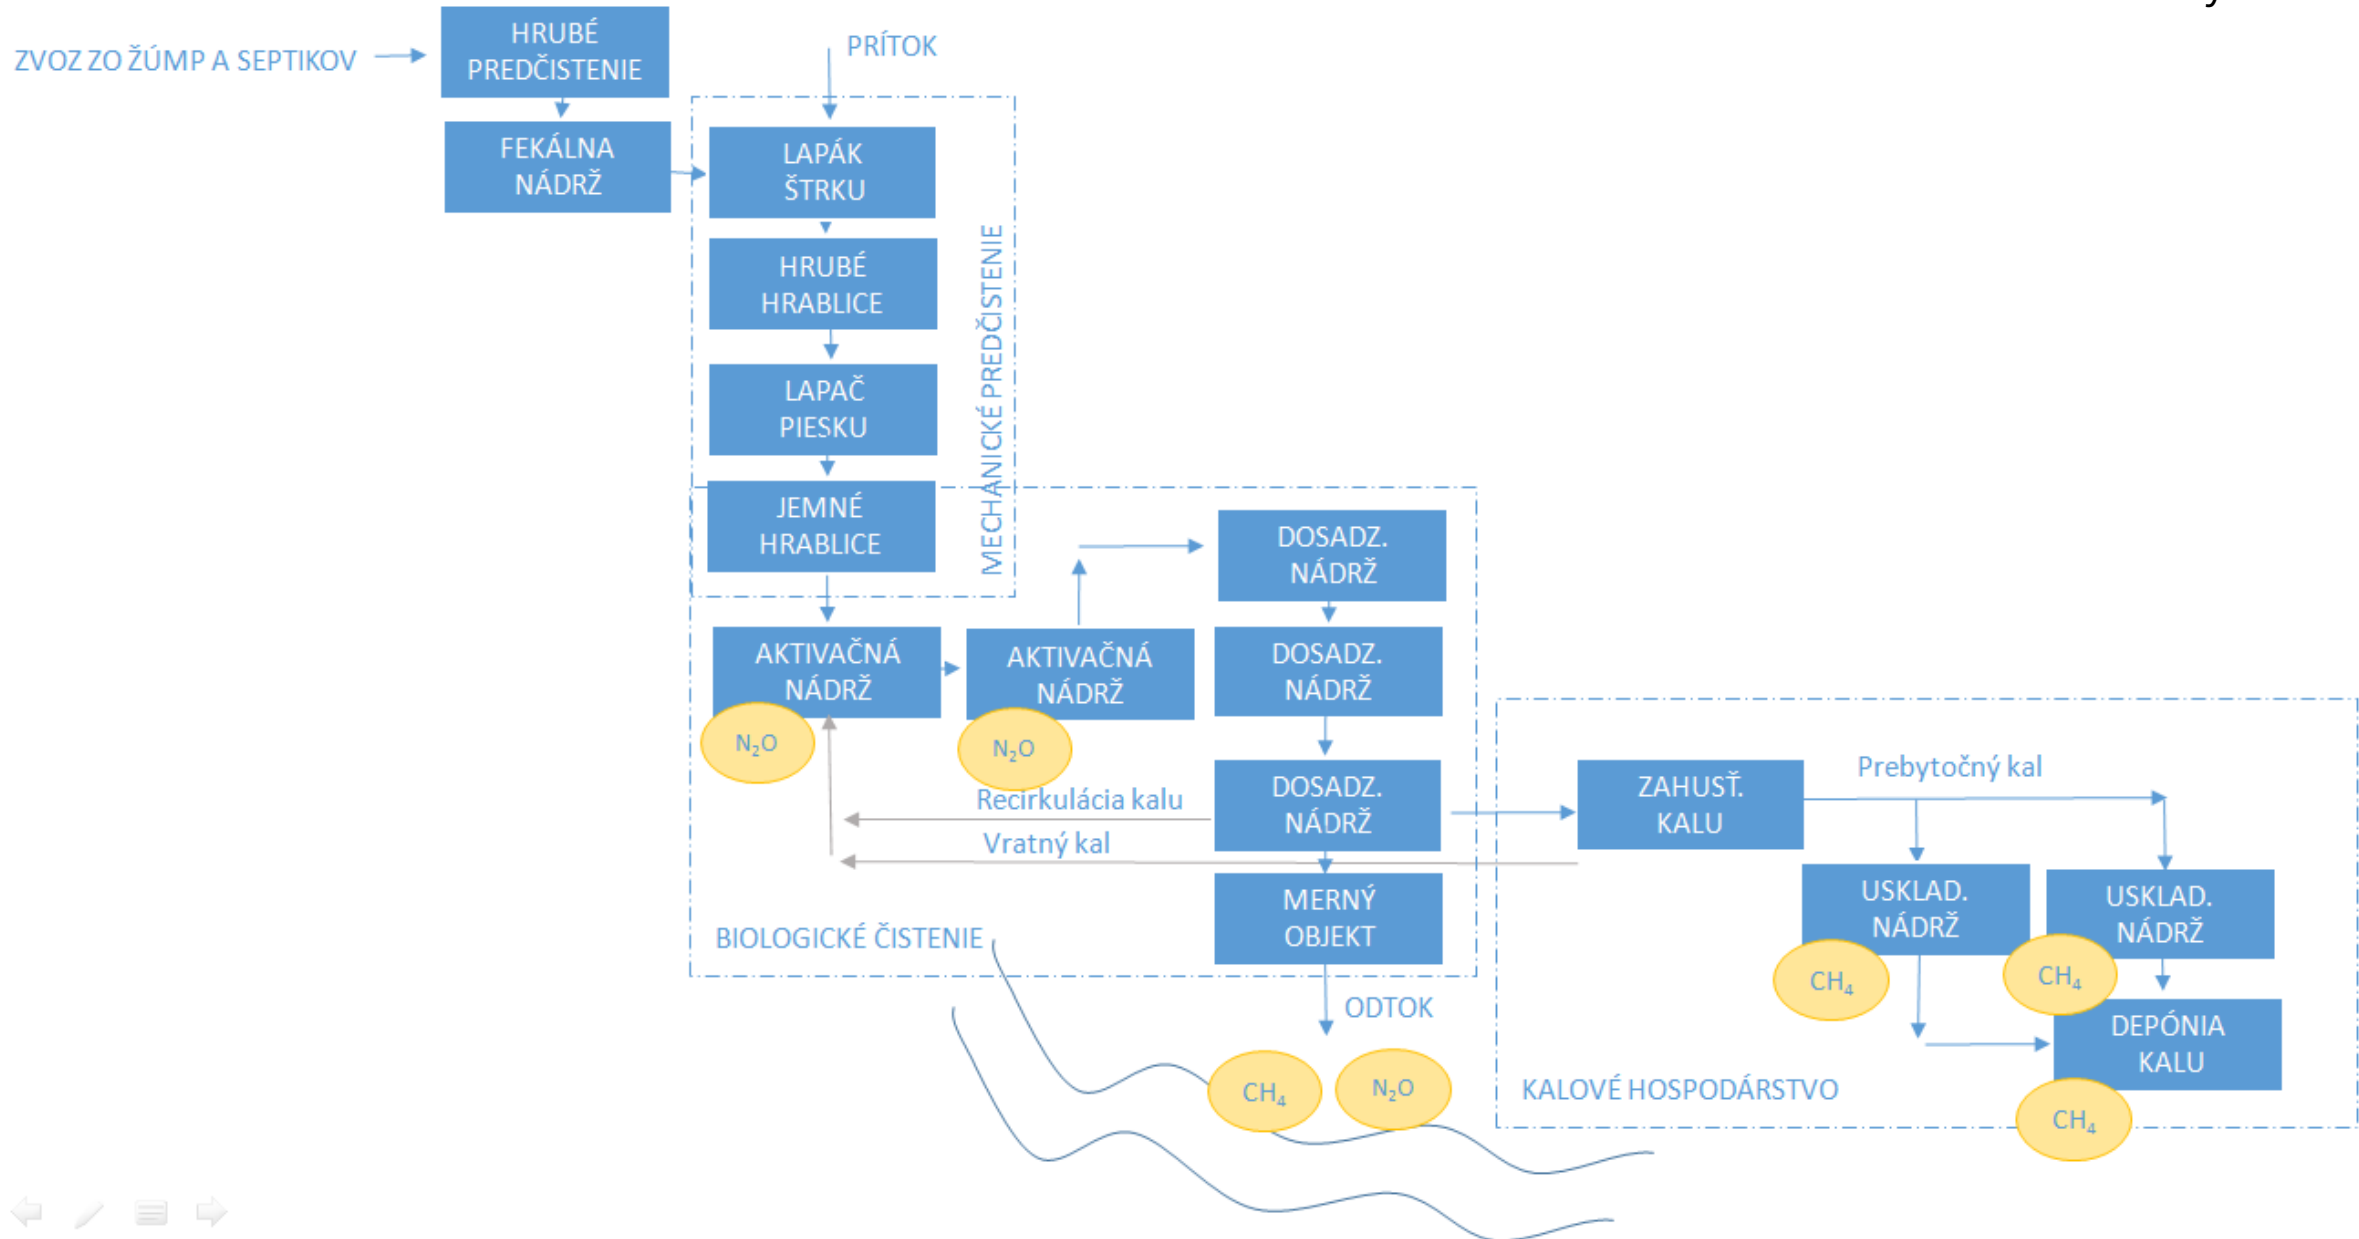 ZVOZ ZO ŽÚMP A SEPTIKOV
HRUBÉ
PREDČISTENIE
PRÍTOK
FEKÁLNA
NÁDRŽ
LAPÁK
ŠTRKU
HRUBÉ
HRABLICE
LAPAČ
PIESKU
JEMNÉ
HRABLICE
MECHANICKÉ PREDČISTENIE
AKTIVAČNÁ
NÁDRŽ
N₂O
AKTIVAČNÁ
NÁDRŽ
N₂O
DOSADZ.
NÁDRŽ
DOSADZ.
NÁDRŽ
DOSADZ.
NÁDRŽ
Recirkulácia kalu
Vratný kal
MERNÝ
OBJEKT
BIOLOGICKÉ ČISTENIE
ODTOK
CH₄
N₂O
ZAHUSŤ.
KALU
Prebytočný kal
USKLAD.
NÁDRŽ
CH₄
USKLAD.
NÁDRŽ
CH₄
DEPÓNIA
KALU
CH₄
KALOVÉ HOSPODÁRSTVO